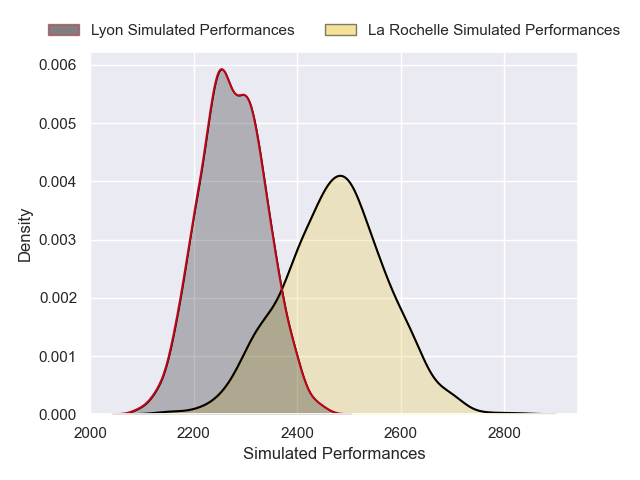 Lyon Simulated Performances La Rochelle Simulated Performances
0.006
0.005
0.004
0.003
0.002
0.001
0.000
Density
2000 2200 2400 2600 2800
Simulated Performances